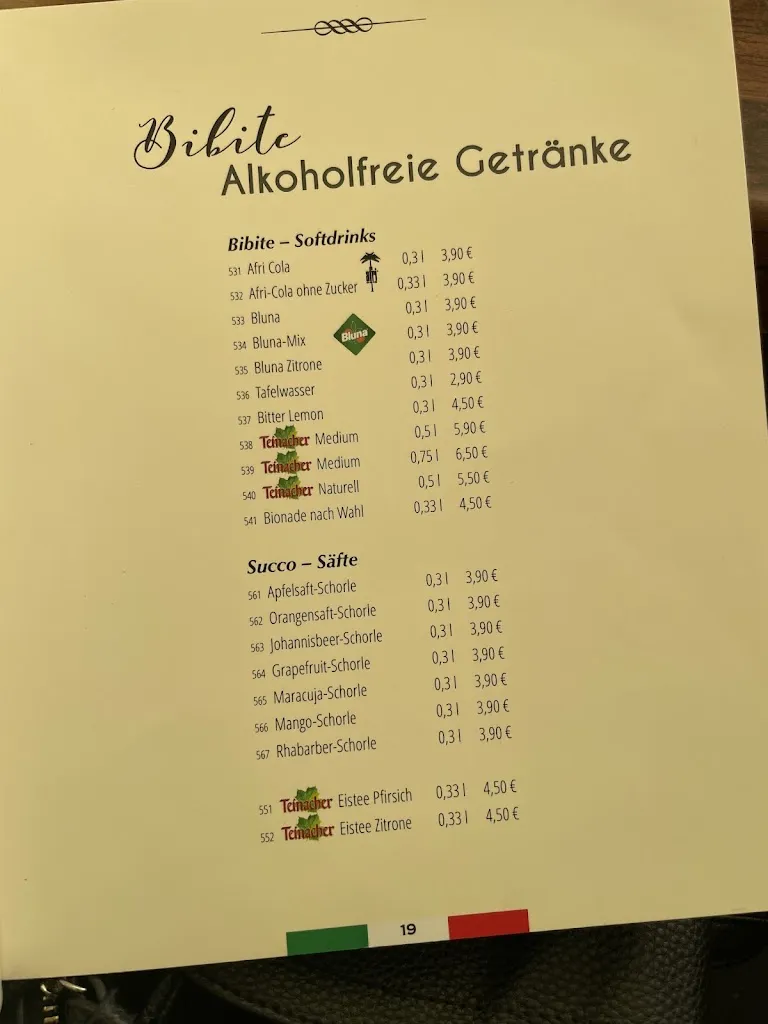 Bibite
Alkoholfreie Getränke
Bibite – Softdrinks
531 Afri Cola 0,3 l 3,90 €
532 Afri-Cola ohne Zucker 0,33 l 3,90 €
533 Bluna 0,3 l 3,90 €
534 Bluna-Mix Bluna 0,3 l 3,90 €
535 Bluna Zitrone 0,3 l 3,90 €
536 Tafelwasser 0,3 l 2,90 €
537 Bitter Lemon 0,3 l 4,50 €
538 Teinacher Medium 0,5 l 5,90 €
539 Teinacher Medium 0,75 l 6,50 €
540 Teinacher Naturell 0,5 l 5,50 €
541 Bionade nach Wahl 0,33 l 4,50 €
Succo – Säfte
561 Apfelsaft-Schorle 0,3 l 3,90 €
562 Orangensaft-Schorle 0,3 l 3,90 €
563 Johannisbeer-Schorle 0,3 l 3,90 €
564 Grapefruit-Schorle 0,3 l 3,90 €
565 Maracuja-Schorle 0,3 l 3,90 €
566 Mango-Schorle 0,3 l 3,90 €
567 Rhabarber-Schorle 0,3 l 3,90 €
551 Teinacher Eistee Pfirsich 0,33 l 4,50 €
552 Teinacher Eistee Zitrone 0,33 l 4,50 €
19